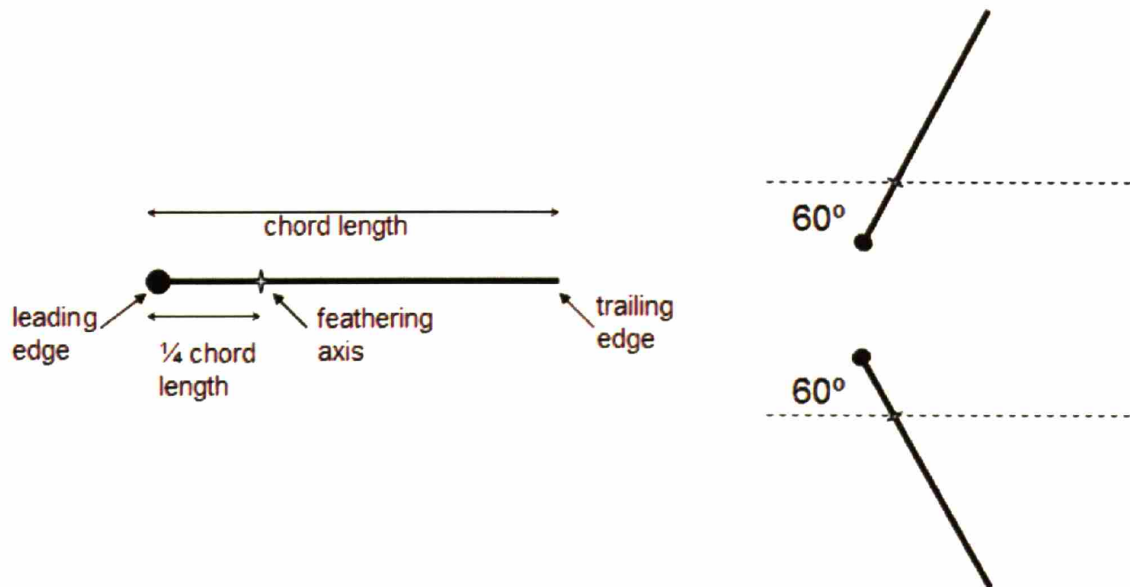 chord length
leading
edge
¼ chord
length
feathering
axis
trailing
edge
60º
60º